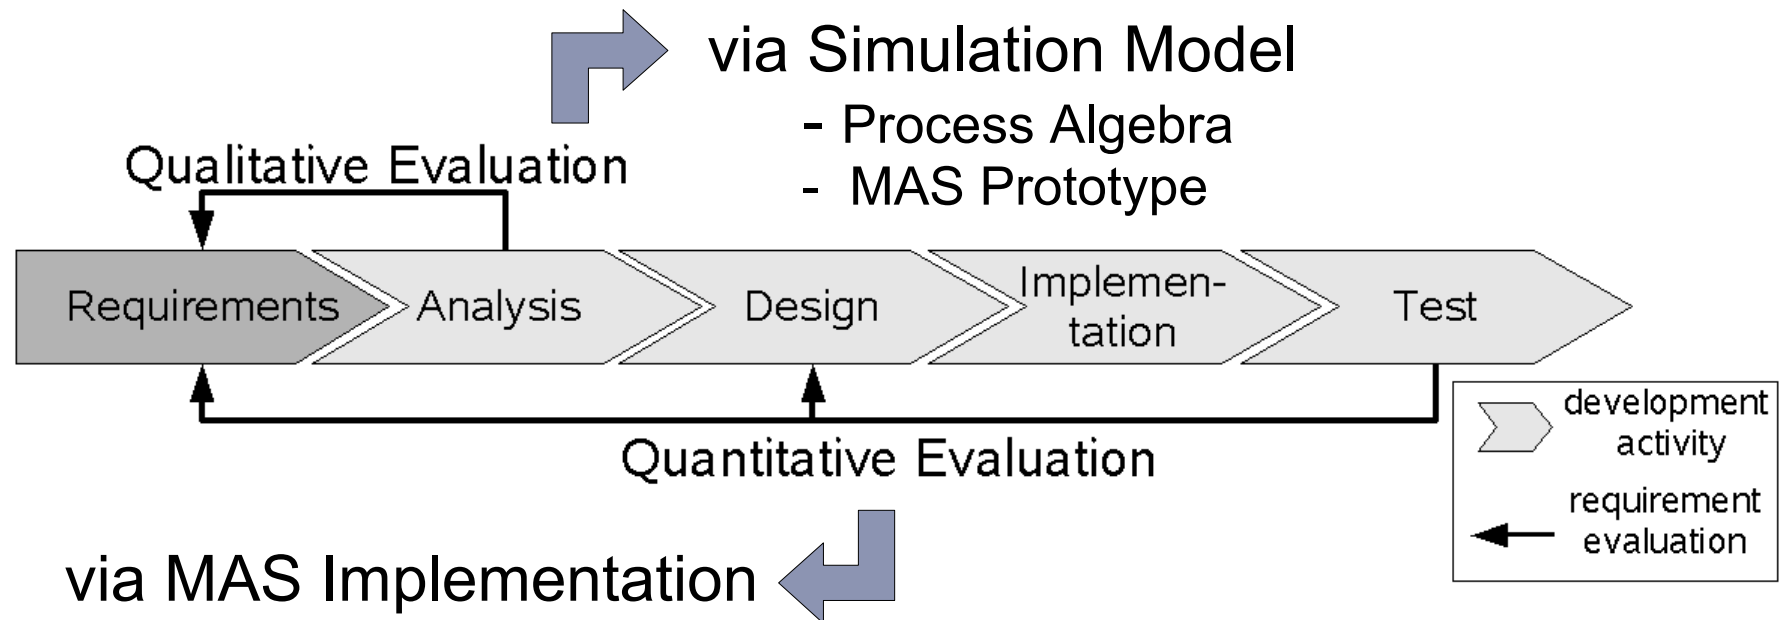 via Simulation Model
- Process Algebra
- MAS Prototype
Qualitative Evaluation
Requirements
Analysis
Design
Implemen-
tation
Test
Quantitative Evaluation
development
activity
requirement
evaluation
via MAS Implementation